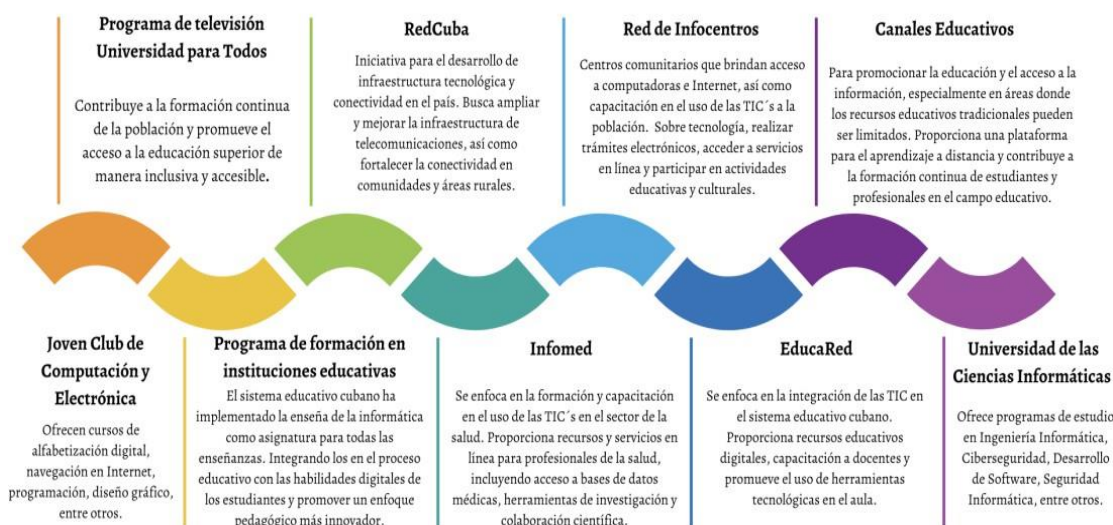 Programa de televisión
Universidad para Todos
Contribuye a la formación continua
de la población y promueve el
acceso a la educación superior de
manera inclusiva y accesible.
RedCuba
Iniciativa para el desarrollo de
infraestructura tecnológica y
conectividad en el país. Busca ampliar
y mejorar la infraestructura de
telecomunicaciones, así como
fortalecer la conectividad en
comunidades y áreas rurales.
Red de Infocentros
Centros comunitarios que brindan acceso
a computadoras e Internet, así como
capacitación en el uso de las TIC´s a la
población. Sobre tecnología, realizar
trámites electrónicos, acceder a servicios
en línea y participar en actividades
educativas y culturales.
Canales Educativos
Para promocionar la educación y el acceso a la
información, especialmente en áreas donde
los recursos educativos tradicionales pueden
ser limitados. Proporciona una plataforma
para el aprendizaje a distancia y contribuye a
la formación continua de estudiantes y
profesionales en el campo educativo.
Joven Club de
Computación y
Electrónica
Ofrecen cursos de
alfabetización digital,
navegación en Internet,
programación, diseño gráfico,
entre otros.
Programa de formación en
instituciones educativas
El sistema educativo cubano ha
implementado la enseña de la informática
como asignatura para todas las
enseñanzas. Integrando los en el proceso
educativo con las habilidades digitales de
los estudiantes y promover un enfoque
pedagógico más innovador.
Infomed
Se enfoca en la formación y capacitación
en el uso de las TIC´s en el sector de la
salud. Proporciona recursos y servicios en
línea para profesionales de la salud,
incluyendo acceso a bases de datos
médicas, herramientas de investigación y
colaboración científica.
EducaRed
Se enfoca en la integración de las TIC en
el sistema educativo cubano.
Proporciona recursos educativos
digitales, capacitación a docentes y
promueve el uso de herramientas
tecnológicas en el aula.
Universidad de las
Ciencias Informáticas
Ofrece programas de estudio
en Ingeniería Informática,
Ciberseguridad, Desarrollo
de Software, Seguridad
Informática, entre otros.